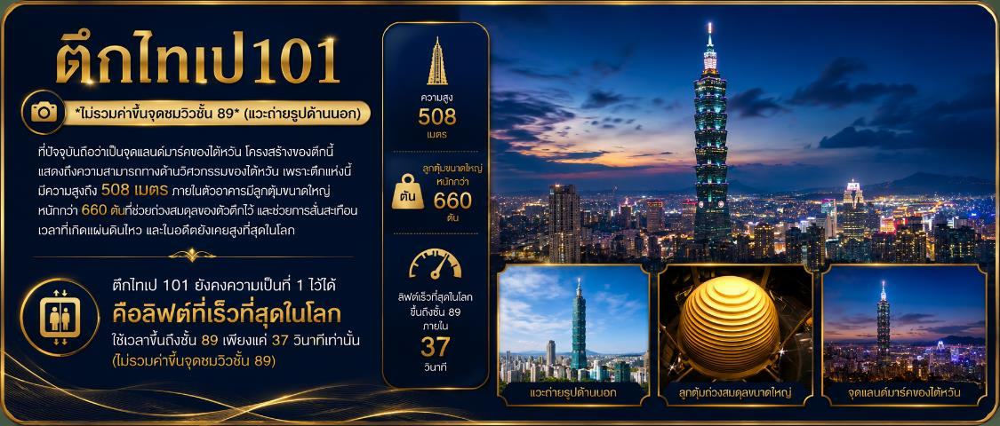 ตึกไทเป101
*ไม่รวมค่าขึ้นจุดชมวิวชั้น 89* (แวะถ่ายรูปด้านนอก)
ที่ปัจจุบันถือว่าเป็นจุดแลนด์มาร์คของไต้หวัน โครงสร้างของตึกนี้
แสดงถึงความสามารถทางด้านวิศวกรรมของไต้หวัน เพราะตึกแห่งนี้
มีความสูงถึง 508 เมตร ภายในตัวอาคารมีลูกตุ้มขนาดใหญ่
หนักกว่า 660 ตันที่ช่วยถ่วงสมดุลของตัวตึกไว้ และช่วยการสั่นสะเทือน
เวลาที่เกิดแผ่นดินไหว และในอดีตยังเคยสูงที่สุดในโลก
ตึกไทเป 101 ยังคงความเป็นที่ 1 ไว้ได้
คือลิฟต์ที่เร็วที่สุดในโลก
ใช้เวลาขึ้นถึงชั้น 89 เพียงแค่ 37 วินาทีเท่านั้น
(ไม่รวมค่าขึ้นจุดชมวิวชั้น 89)
ความสูง
508
เมตร
ตัน
ลูกตุ้มขนาดใหญ่
หนักกว่า
660
ตัน
ลิฟต์เร็วที่สุดในโลก
ขึ้นถึงชั้น 89
ภายใน
37
วินาที
แวะถ่ายรูปด้านนอก
ลูกตุ้มถ่วงสมดุลขนาดใหญ่
จุดแลนด์มาร์คของไต้หวัน